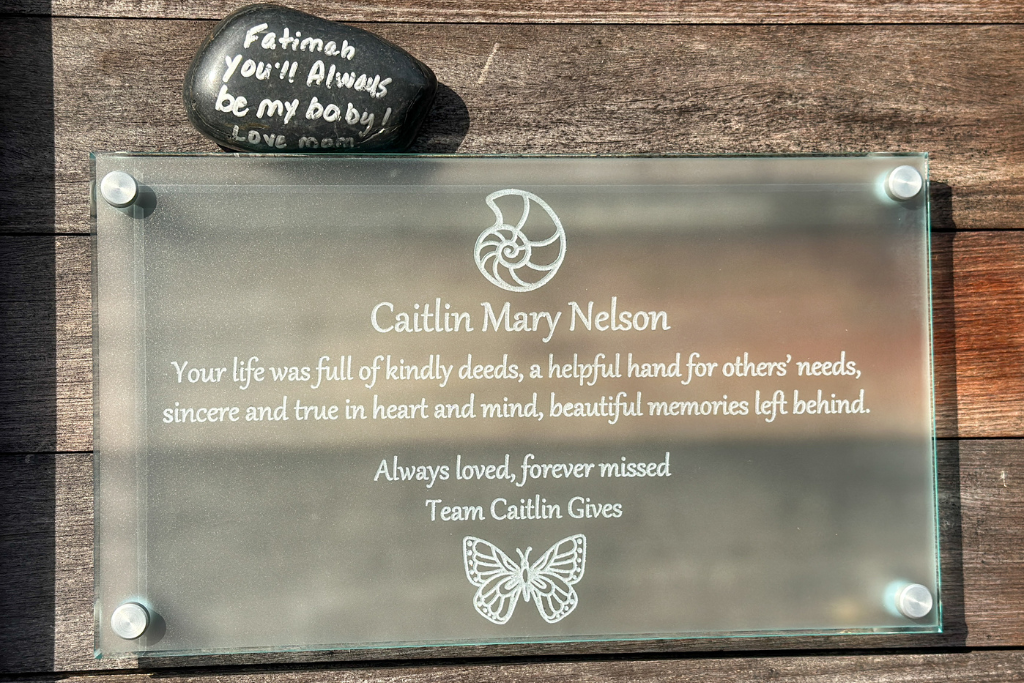 Fatimah
you'll Always
be my baby!
Love mom
Caitlin Mary Nelson
Your life was full of kindly deeds, a helpful hand for others' needs,
sincere and true in heart and mind, beautiful memories left behind.
Always loved, forever missed
Team Caitlin Gives